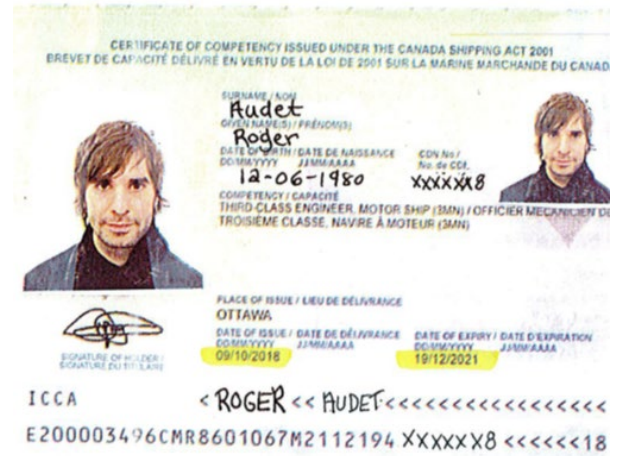 CERTIFICATE OF COMPETENCY ISSUED UNDER THE CANADA SHIPPING ACT 2001
BREVET DE CAPACITÉ DÉLIVRÉ EN VERTU DE LA LOI DE 2001 SUR LA MARINE MARCHANDE DU CANAD
SURNAME / NOM
Audet
GIVEN NAME(S) / PRÉNOM(S)
Roger
DATE OF BIRTH / DATE DE NAISSANCE
DD/MM/YYYY JJ/MM/AAAA
12-06-1980
CDN No /
No. de CCF.
xxxxxx8
COMPETENCY / CAPACITÉ
THIRD-CLASS ENGINEER, MOTOR SHIP (3MN) / OFFICIER MECANICIEN DE
TROISIÈME CLASSE, NAVIRE À MOTEUR (3MN)
PLACE OF ISSUE / LIEU DE DÉLIVRANCE
OTTAWA
DATE OF ISSUE / DATE DE DÉLIVRANCE
DD/MM/YYYY JJ/MM/AAAA
09/10/2018
DATE OF EXPIRY / DATE D'EXPIRATION
DD/MM/YYYY JJ/MM/AAAA
19/12/2021
SIGNATURE OF HOLDER /
SIGNATURE DU TITULAIRE
ICCA <ROGER<<AUDET<<<<<<<<<<<<<<<<<<
E200003496CMR8601067M2112194XXXXXX8<<<<<<18